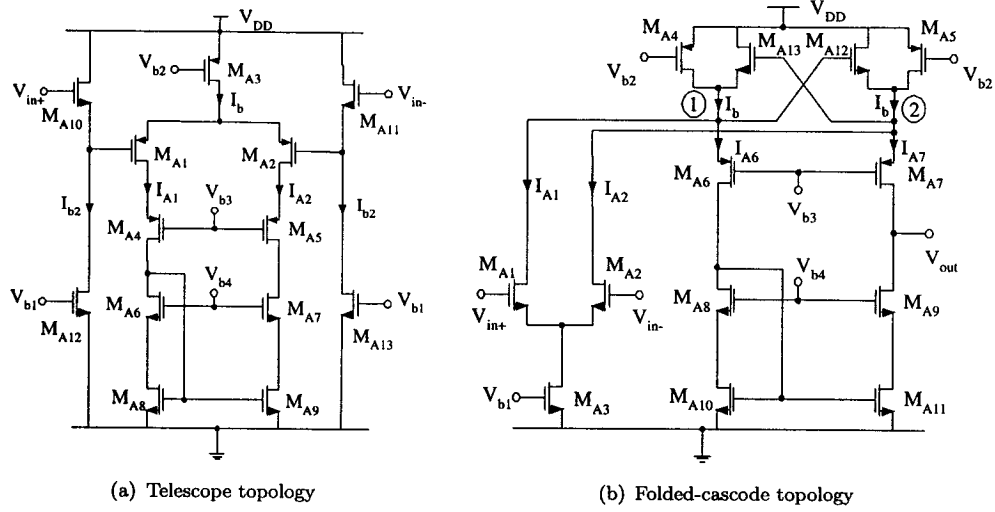 V_DD
V_b2
M_A3
V_in+
M_A10
I_b
V_in-
M_A11
M_A1
M_A2
I_b2
I_A1
I_A2
I_b2
V_b3
M_A4
M_A5
V_b1
M_A12
M_A6
V_b4
M_A7
V_b1
M_A13
M_A8
M_A9
(a) Telescope topology
V_DD
M_A4
M_A13
M_A12
M_A5
V_b2
V_b2
1
I_b
I_b
2
I_A6
I_A7
I_A1
I_A2
M_A6
M_A7
V_b3
V_out
M_A1
M_A2
V_b4
V_in+
V_in-
M_A8
M_A9
V_b1
M_A3
M_A10
M_A11
(b) Folded-cascode topology